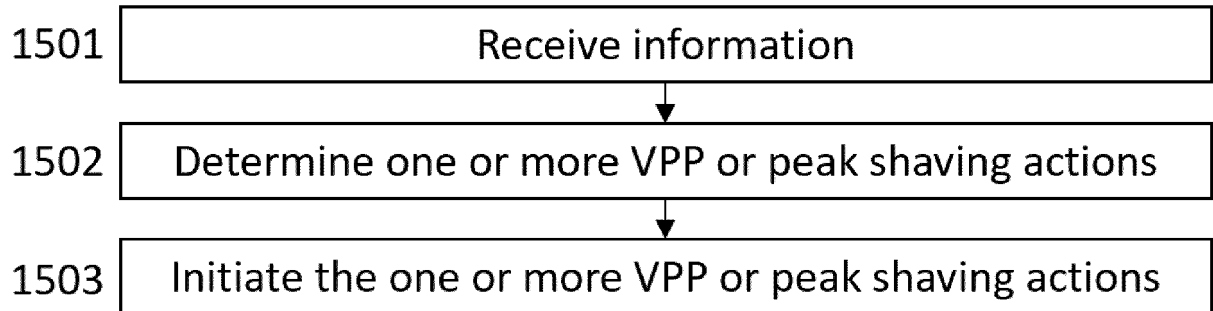 1501 Receive information
1502 Determine one or more VPP or peak shaving actions
1503 Initiate the one or more VPP or peak shaving actions